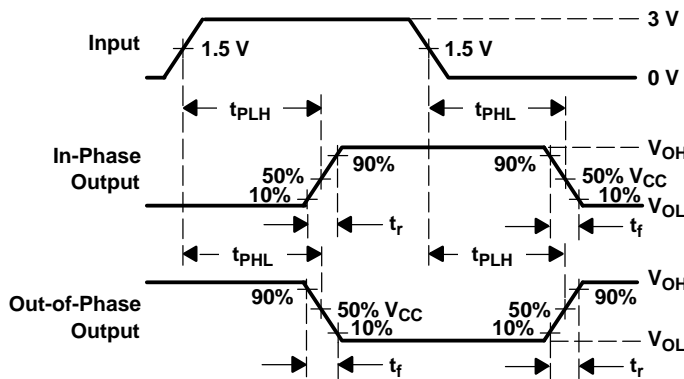 3 V
Input
1.5 V
1.5 V
0 V
tPLH
tPHL
In-Phase
Output
VOH
90%
90%
50%
50% VCC
10%
10%
VOL
tr
tf
tPHL
tPLH
Out-of-Phase
Output
VOH
90%
90%
50% VCC
50%
10%
10%
VOL
tf
tr